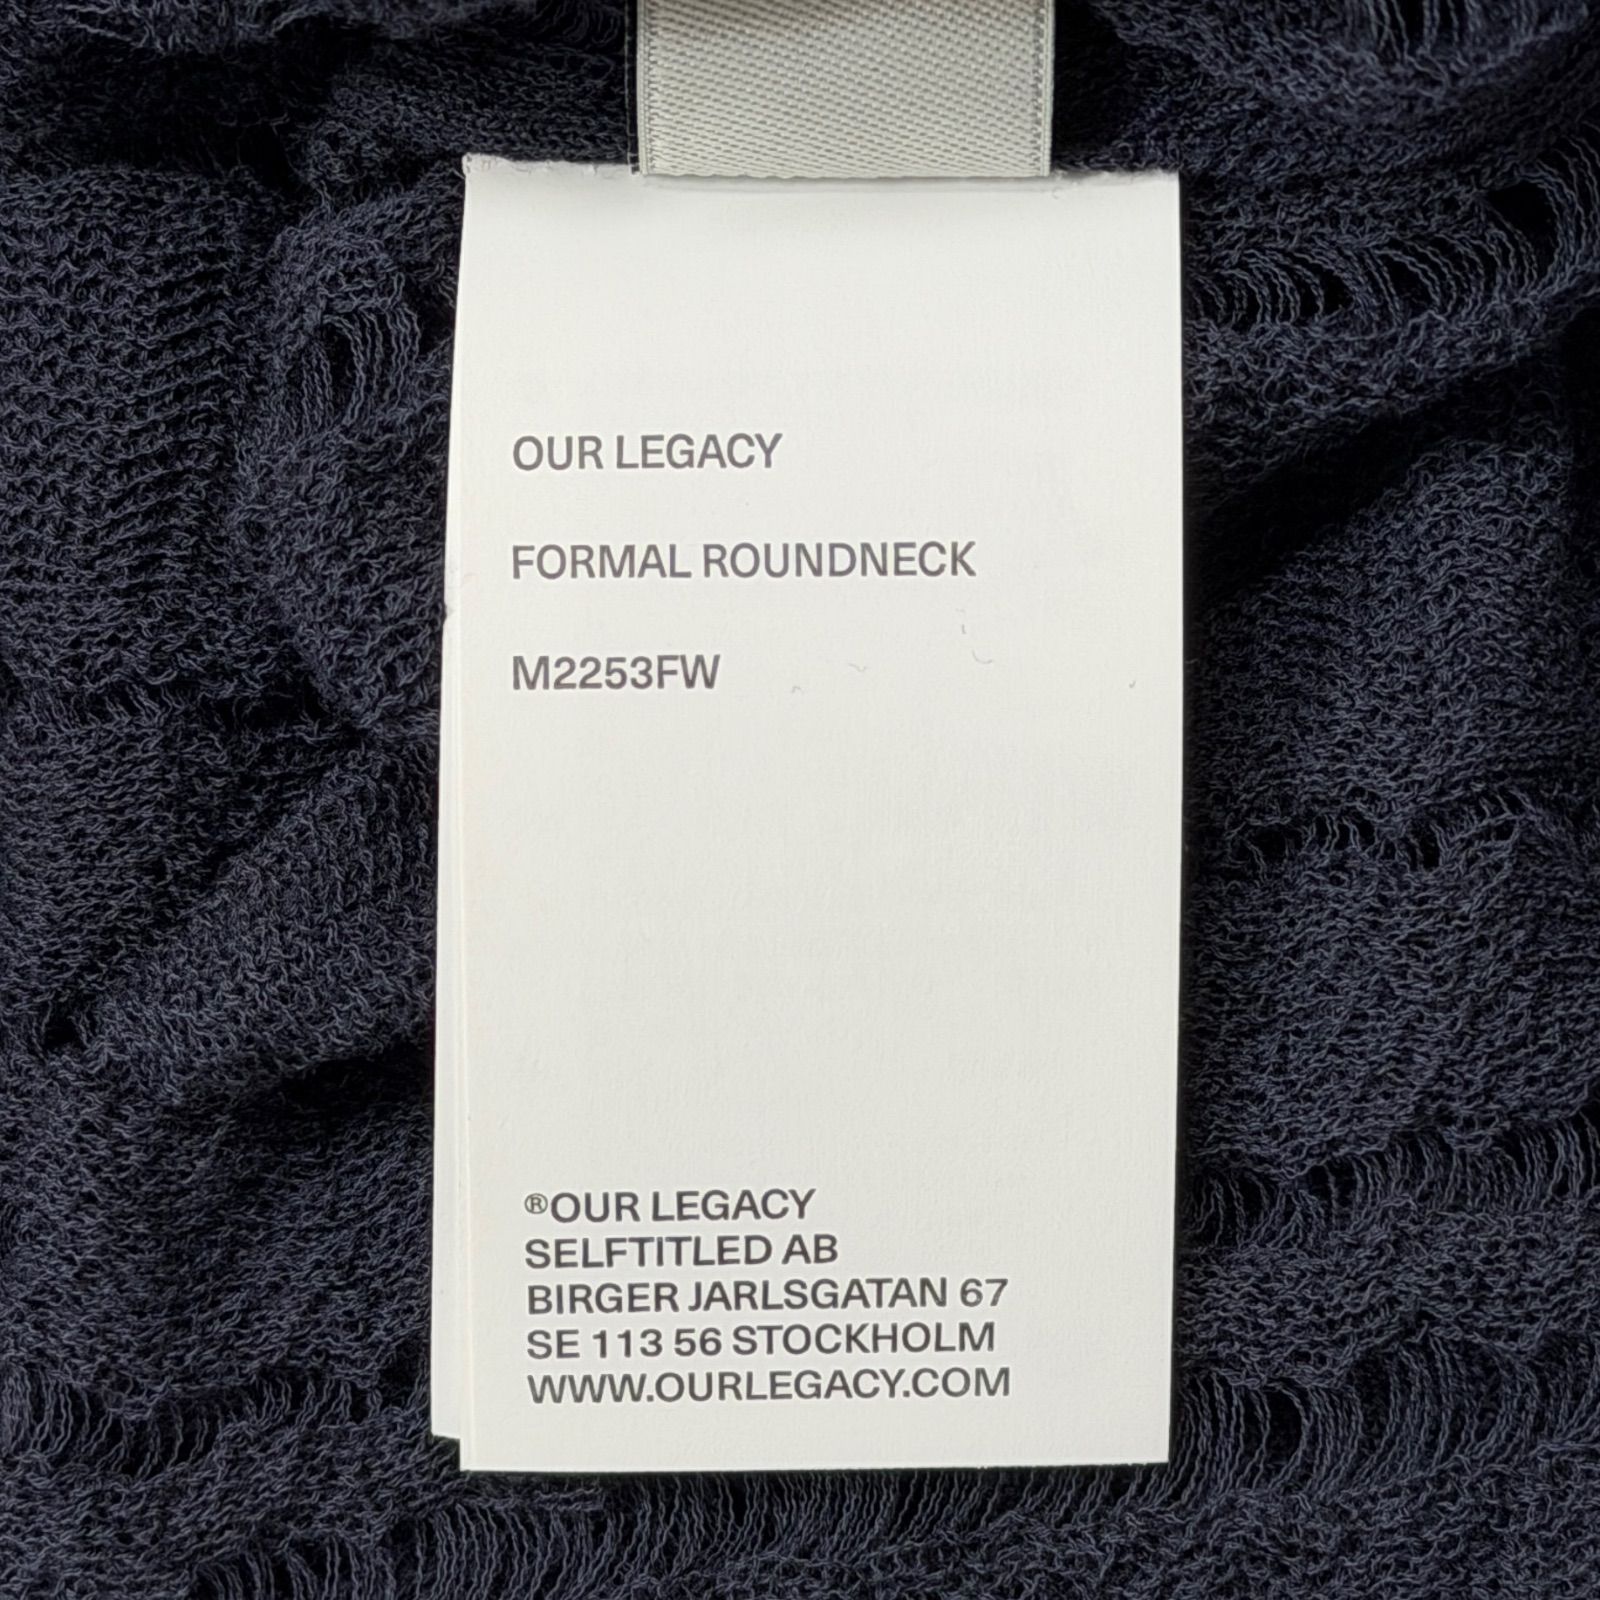 OUR LEGACY
FORMAL ROUNDNECK
M2253FW
®OUR LEGACY
SELFTITLED AB
BIRGER JARLSGATAN 67
SE 113 56 STOCKHOLM
WWW.OURLEGACY.COM